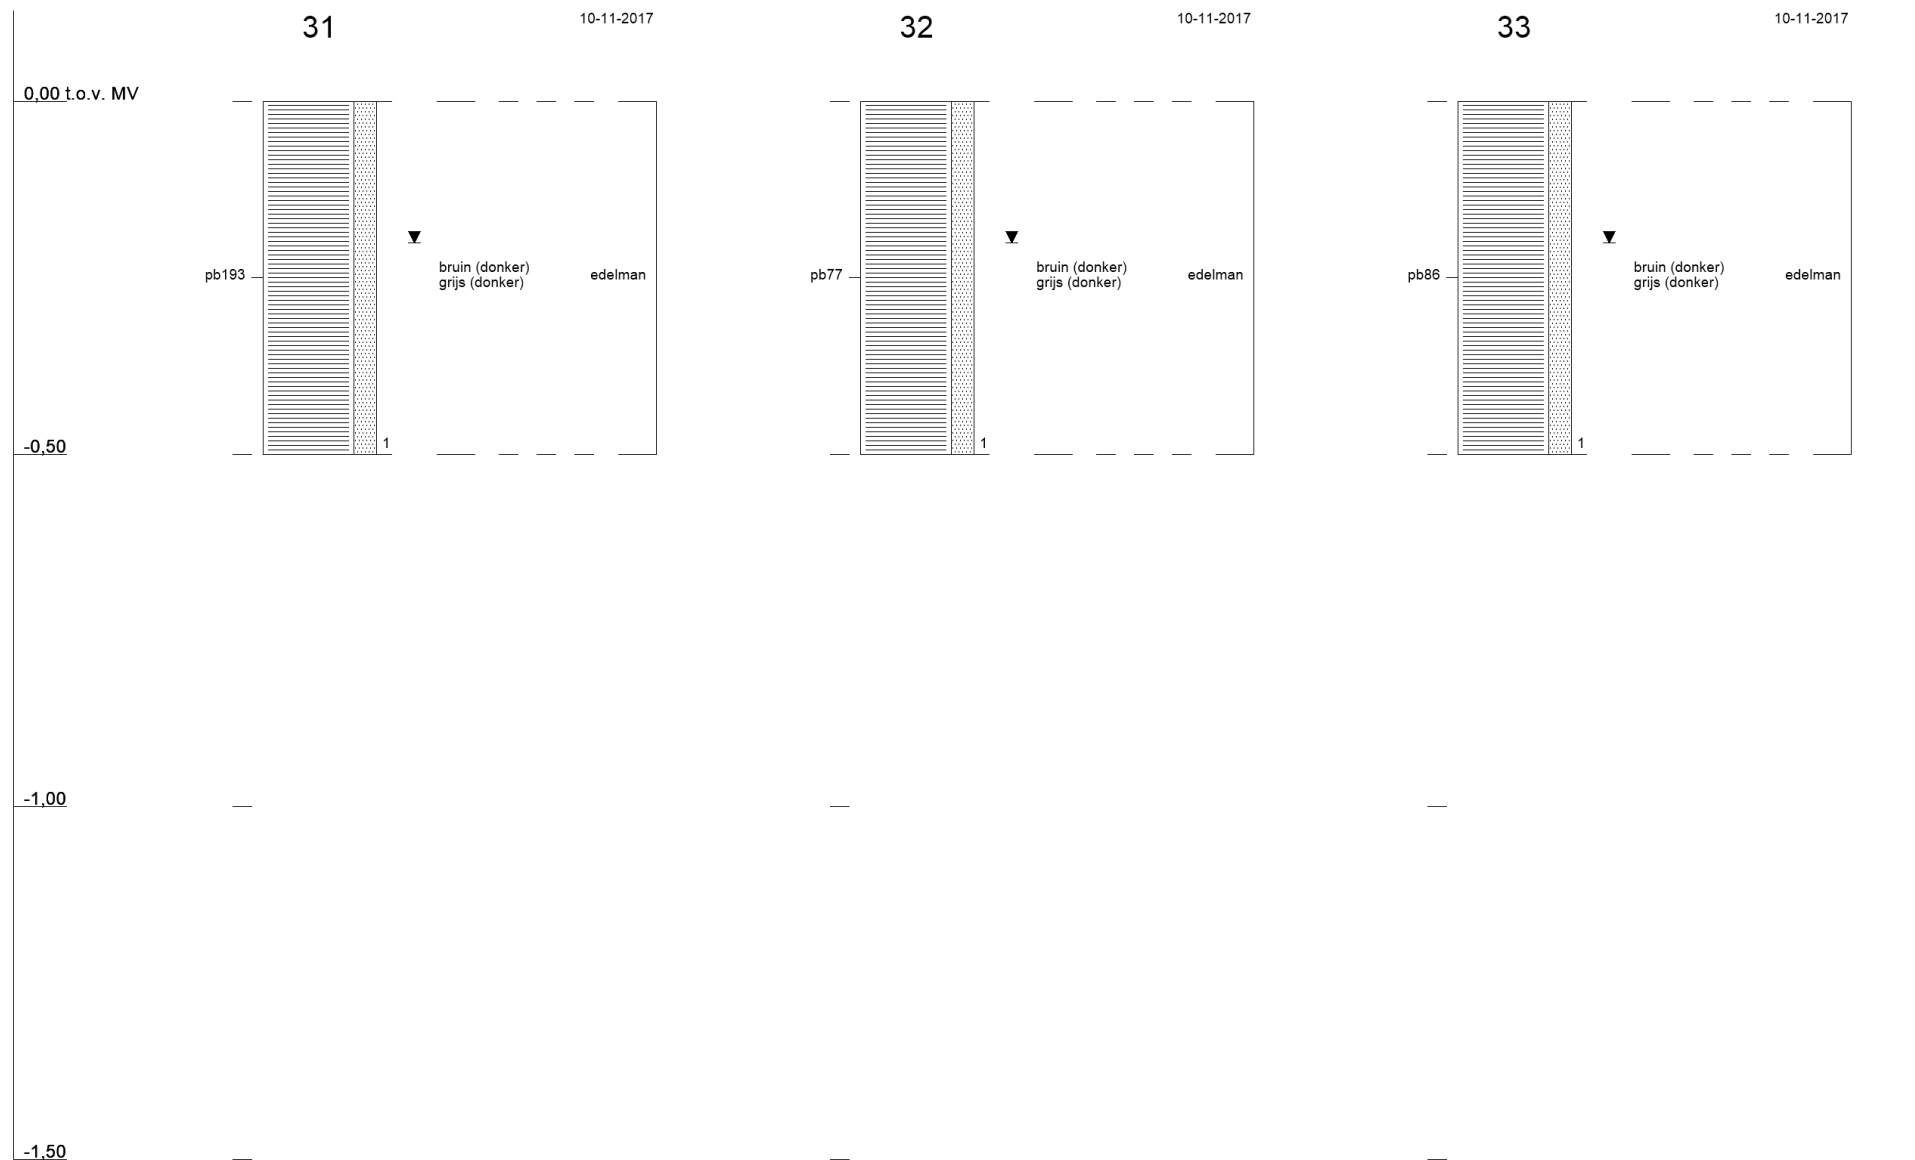 31
10-11-2017
32
10-11-2017
33
10-11-2017
0,00 t.o.v. MV
pb193
bruin (donker)
grijs (donker)
edelman
1
pb77
bruin (donker)
grijs (donker)
edelman
1
pb86
bruin (donker)
grijs (donker)
edelman
1
-0,50
-1,00
-1,50